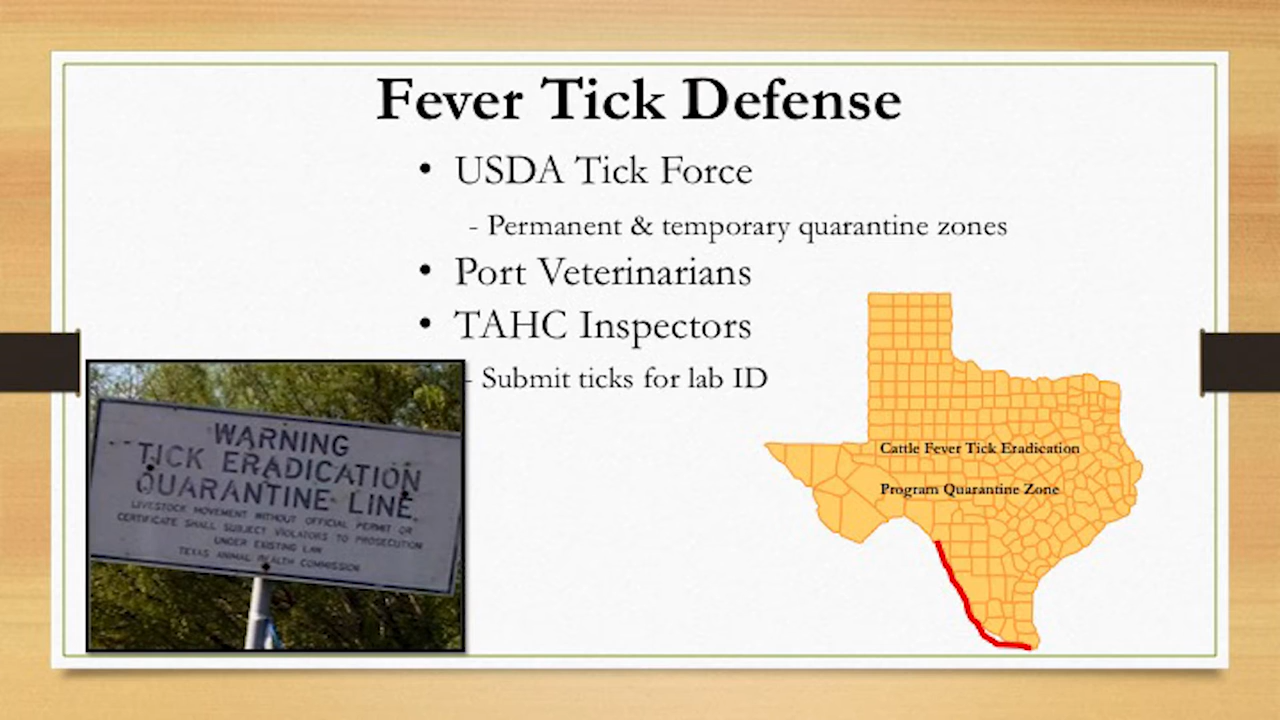 Fever Tick Defense
• USDA Tick Force
- Permanent & temporary quarantine zones
• Port Veterinarians
• TAHC Inspectors
- Submit ticks for lab ID
WARNING
TICK ERADICATION
QUARANTINE LINE
LIVESTOCK MOVEMENT WITHOUT OFFICIAL PERMIT OR
CERTIFICATE SHALL SUBJECT VIOLATORS TO PROSECUTION
UNDER EXISTING LAW
TEXAS ANIMAL HEALTH COMMISSION
Cattle Fever Tick Eradication
Program Quarantine Zone